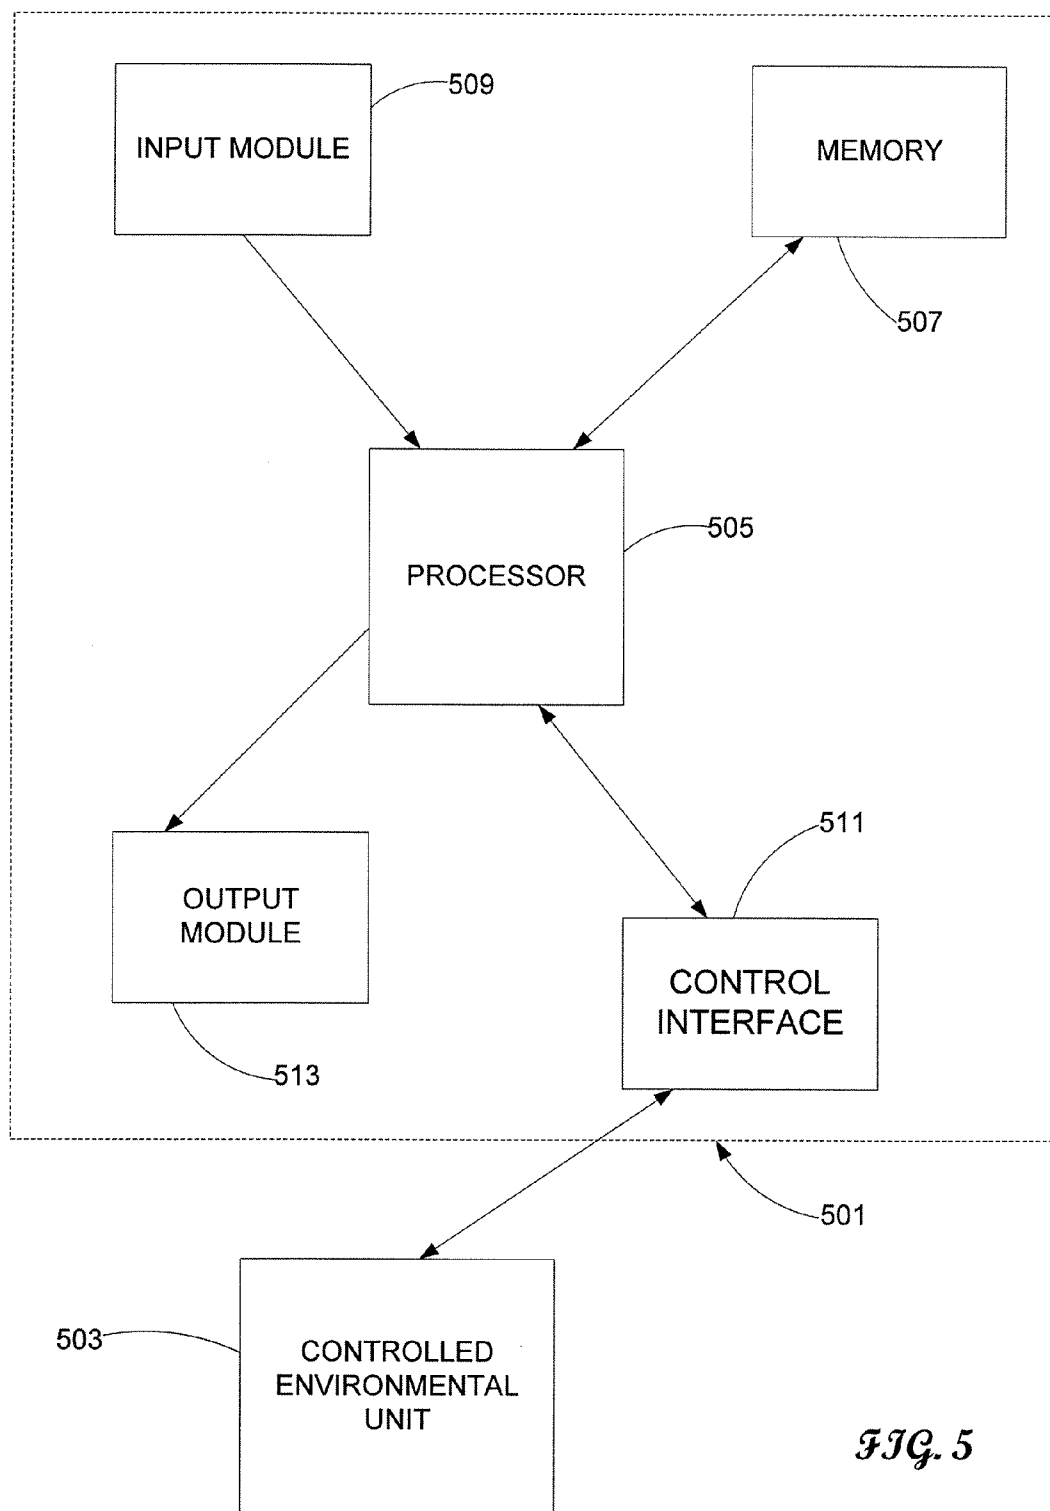 509
INPUT MODULE
MEMORY
507
505
PROCESSOR
511
OUTPUT
MODULE
CONTROL
INTERFACE
513
501
503
CONTROLLED
ENVIRONMENTAL
UNIT
FIG. 5